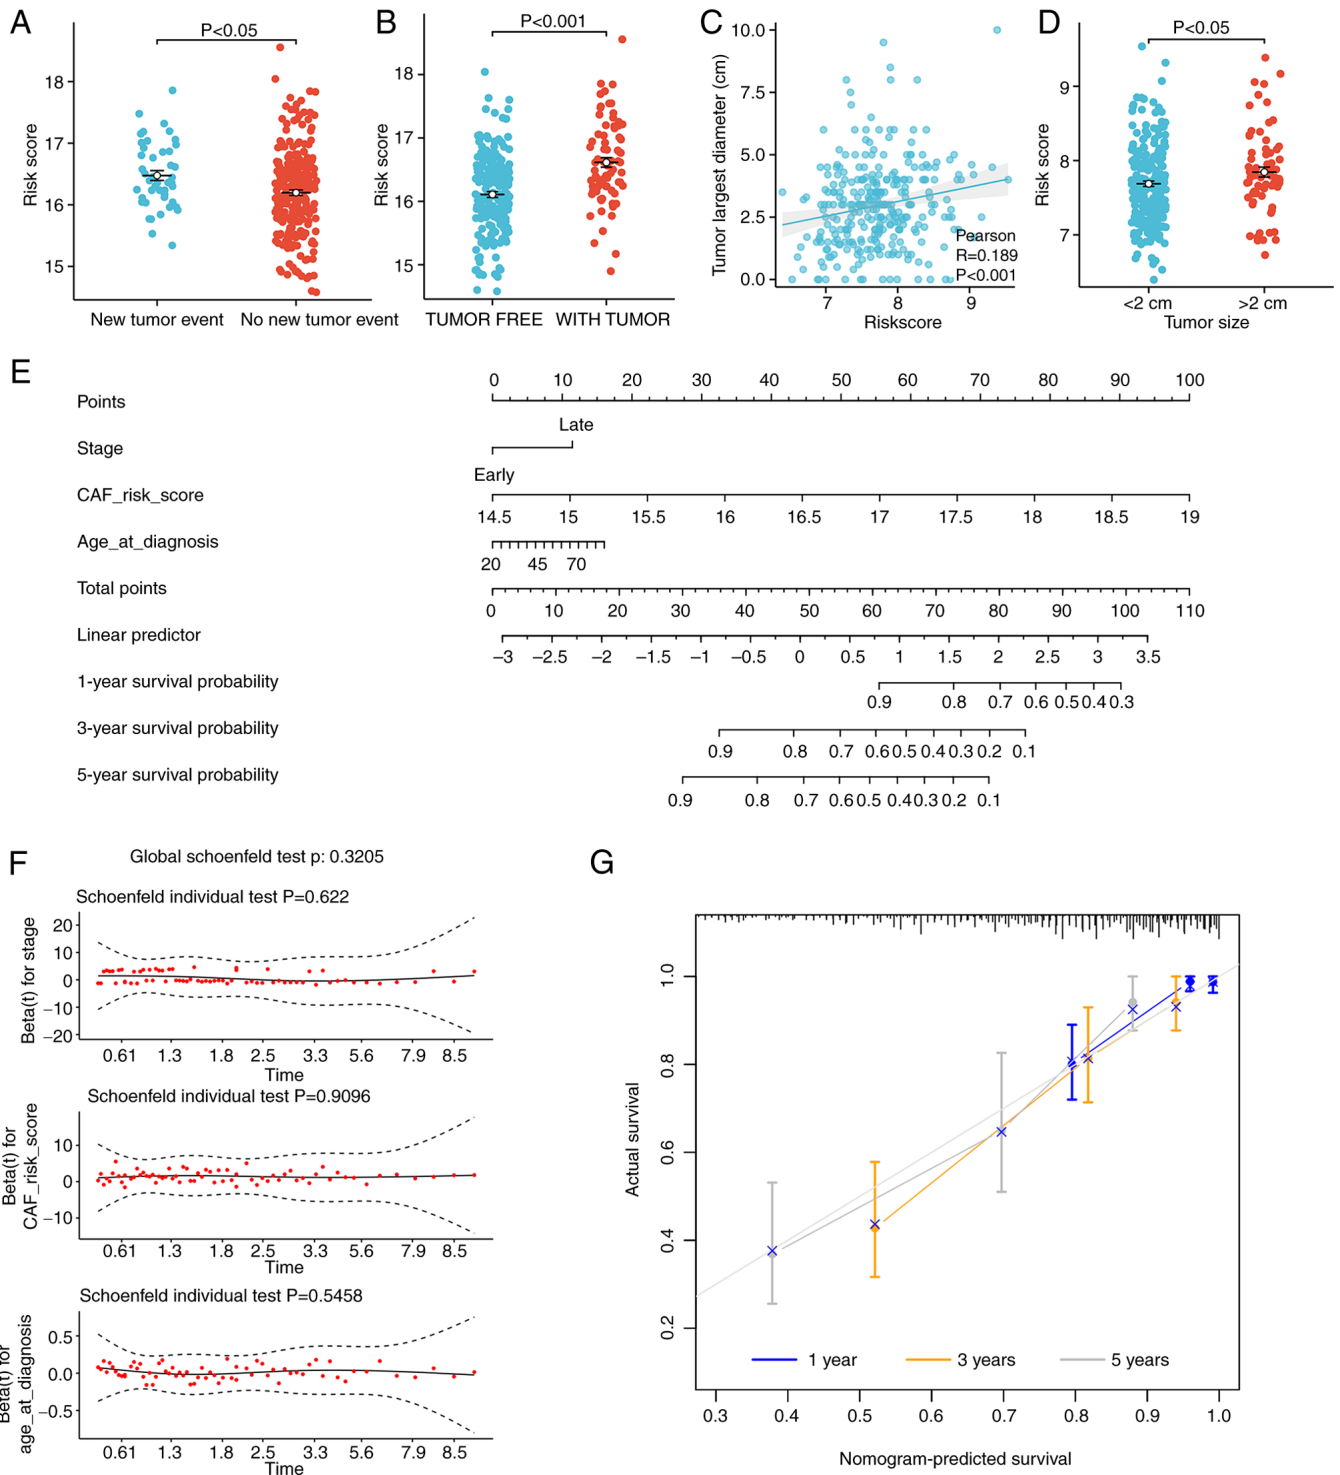 A
P<0.05
Risk score
18
17
16
15
New tumor event
No new tumor event
B
P<0.001
Risk score
18
17
16
15
TUMOR FREE
WITH TUMOR
C
Tumor largest diameter (cm)
10.0
7.5
5.0
2.5
0.0
Pearson
R=0.189
P<0.001
7 8 9
Riskscore
D
P<0.05
Risk score
9
8
7
<2 cm >2 cm
Tumor size
E
Points
0 10 20 30 40 50 60 70 80 90 100
Stage
Late
Early
CAF_risk_score
14.5 15 15.5 16 16.5 17 17.5 18 18.5 19
Age_at_diagnosis
20 45 70
Total points
0 10 20 30 40 50 60 70 80 90 100 110
Linear predictor
−3 −2.5 −2 −1.5 −1 −0.5 0 0.5 1 1.5 2 2.5 3 3.5
1-year survival probability
0.9 0.8 0.7 0.6 0.5 0.4 0.3
3-year survival probability
0.9 0.8 0.7 0.6 0.5 0.4 0.3 0.2 0.1
5-year survival probability
0.9 0.8 0.7 0.6 0.5 0.4 0.3 0.2 0.1
F
Global schoenfeld test p: 0.3205
Schoenfeld individual test P=0.622
Beta(t) for stage
20
10
0
−10
−20
0.61 1.3 1.8 2.5 3.3 5.6 7.9 8.5
Time
Schoenfeld individual test P=0.9096
Beta(t) for
CAF_risk_score
10
0
−10
0.61 1.3 1.8 2.5 3.3 5.6 7.9 8.5
Time
Schoenfeld individual test P=0.5458
Beta(t) for
age_at_diagnosis
0.5
0.0
−0.5
0.61 1.3 1.8 2.5 3.3 5.6 7.9 8.5
Time
G
Actual survival
1.0
0.8
0.6
0.4
0.2
1 year
3 years
5 years
0.3 0.4 0.5 0.6 0.7 0.8 0.9 1.0
Nomogram-predicted survival